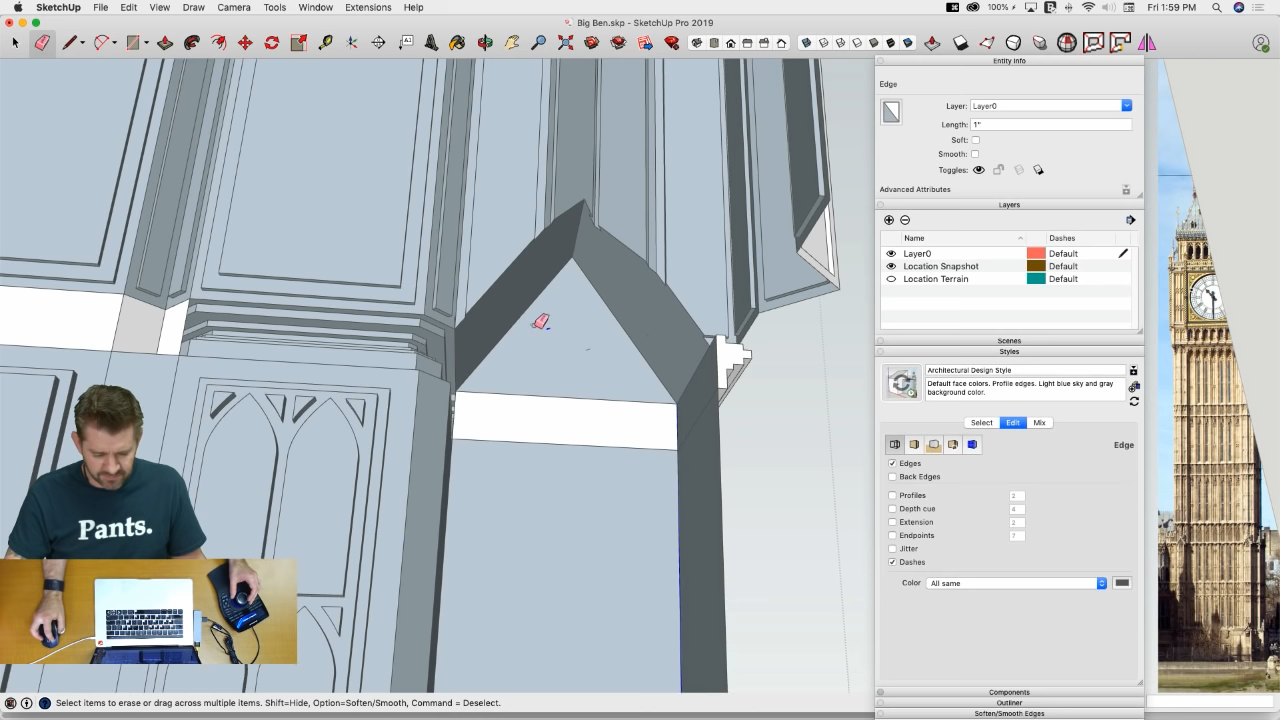 SketchUp File Edit View Draw Camera Tools Window Extensions Help 100% Fri 1:59 PM
Big Ben.skp - SketchUp Pro 2019
Entity Info
Edge
Layer: Layer0
Length: 1"
Soft:
Smooth:
Toggles:
Advanced Attributes
Layers
Name Dashes
Layer0 Default
Location Snapshot Default
Location Terrain Default
Scenes
Styles
Architectural Design Style
Default face colors. Profile edges. Light blue sky and gray
background color.
Select Edit Mix
Edge
Edges
Back Edges
Profiles 2
Depth cue 4
Extension 2
Endpoints 7
Jitter
Dashes
Color All same
Components
Outliner
Soften/Smooth Edges
Pants.
Select items to erase or drag across multiple items. Shift=Hide, Option=Soften/Smooth, Command = Deselect.